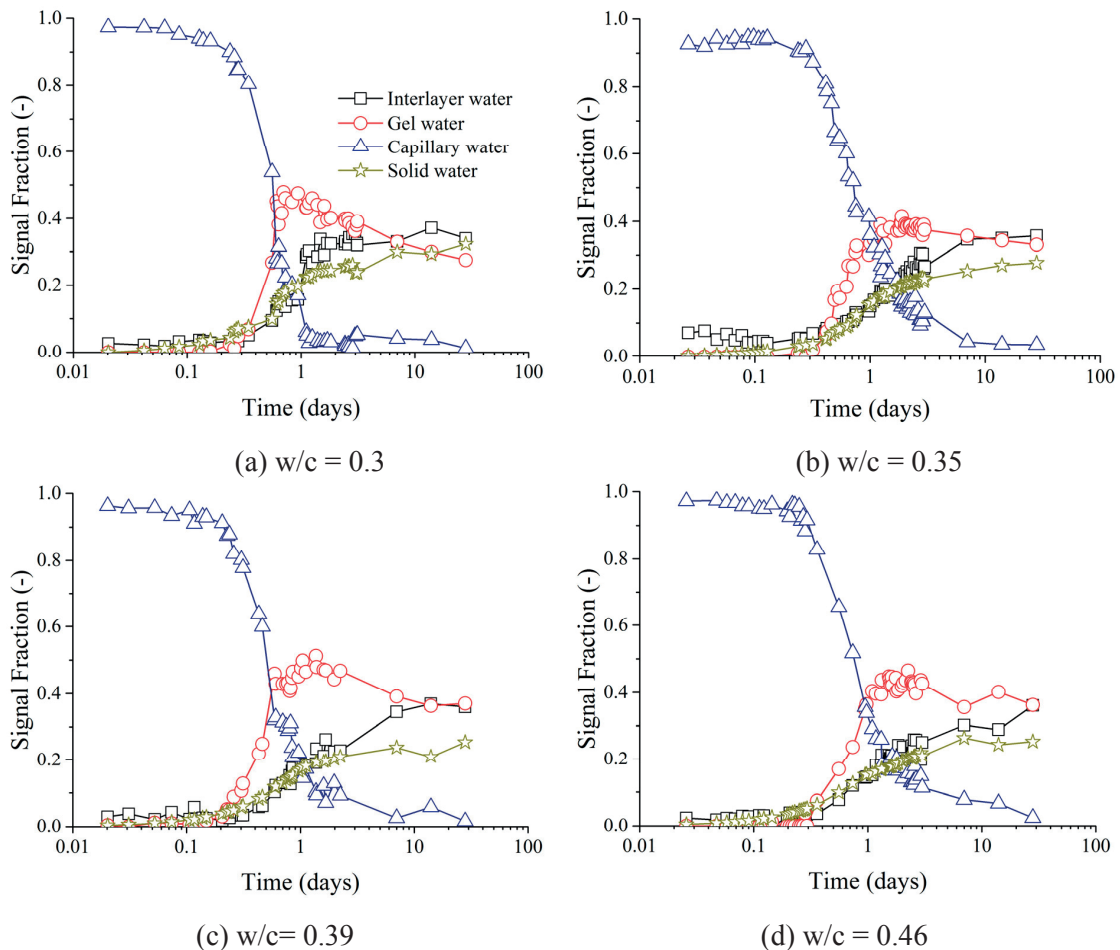 1.0
0.8
0.6
0.4
0.2
0.0
Signal Fraction (-)
Interlayer water
Gel water
Capillary water
Solid water
0.01 0.1 1 10 100
Time (days)
(a) w/c = 0.3
1.0
0.8
0.6
0.4
0.2
0.0
Signal Fraction (-)
0.01 0.1 1 10 100
Time (days)
(b) w/c = 0.35
1.0
0.8
0.6
0.4
0.2
0.0
Signal Fraction (-)
0.01 0.1 1 10 100
Time (days)
(c) w/c= 0.39
1.0
0.8
0.6
0.4
0.2
0.0
Signal Fraction (-)
0.01 0.1 1 10 100
Time (days)
(d) w/c = 0.46